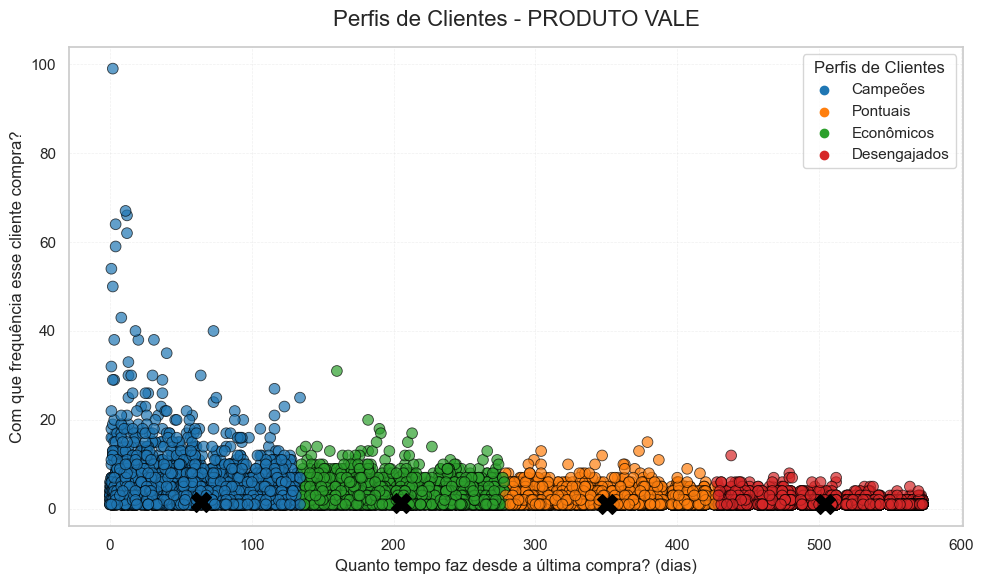 Perfis de Clientes - PRODUTO VALE
Com que frequência esse cliente compra?
100
80
60
40
20
0
Perfis de Clientes
Campeões
Pontuais
Econômicos
Desengajados
0
100
200
300
400
500
600
Quanto tempo faz desde a última compra? (dias)